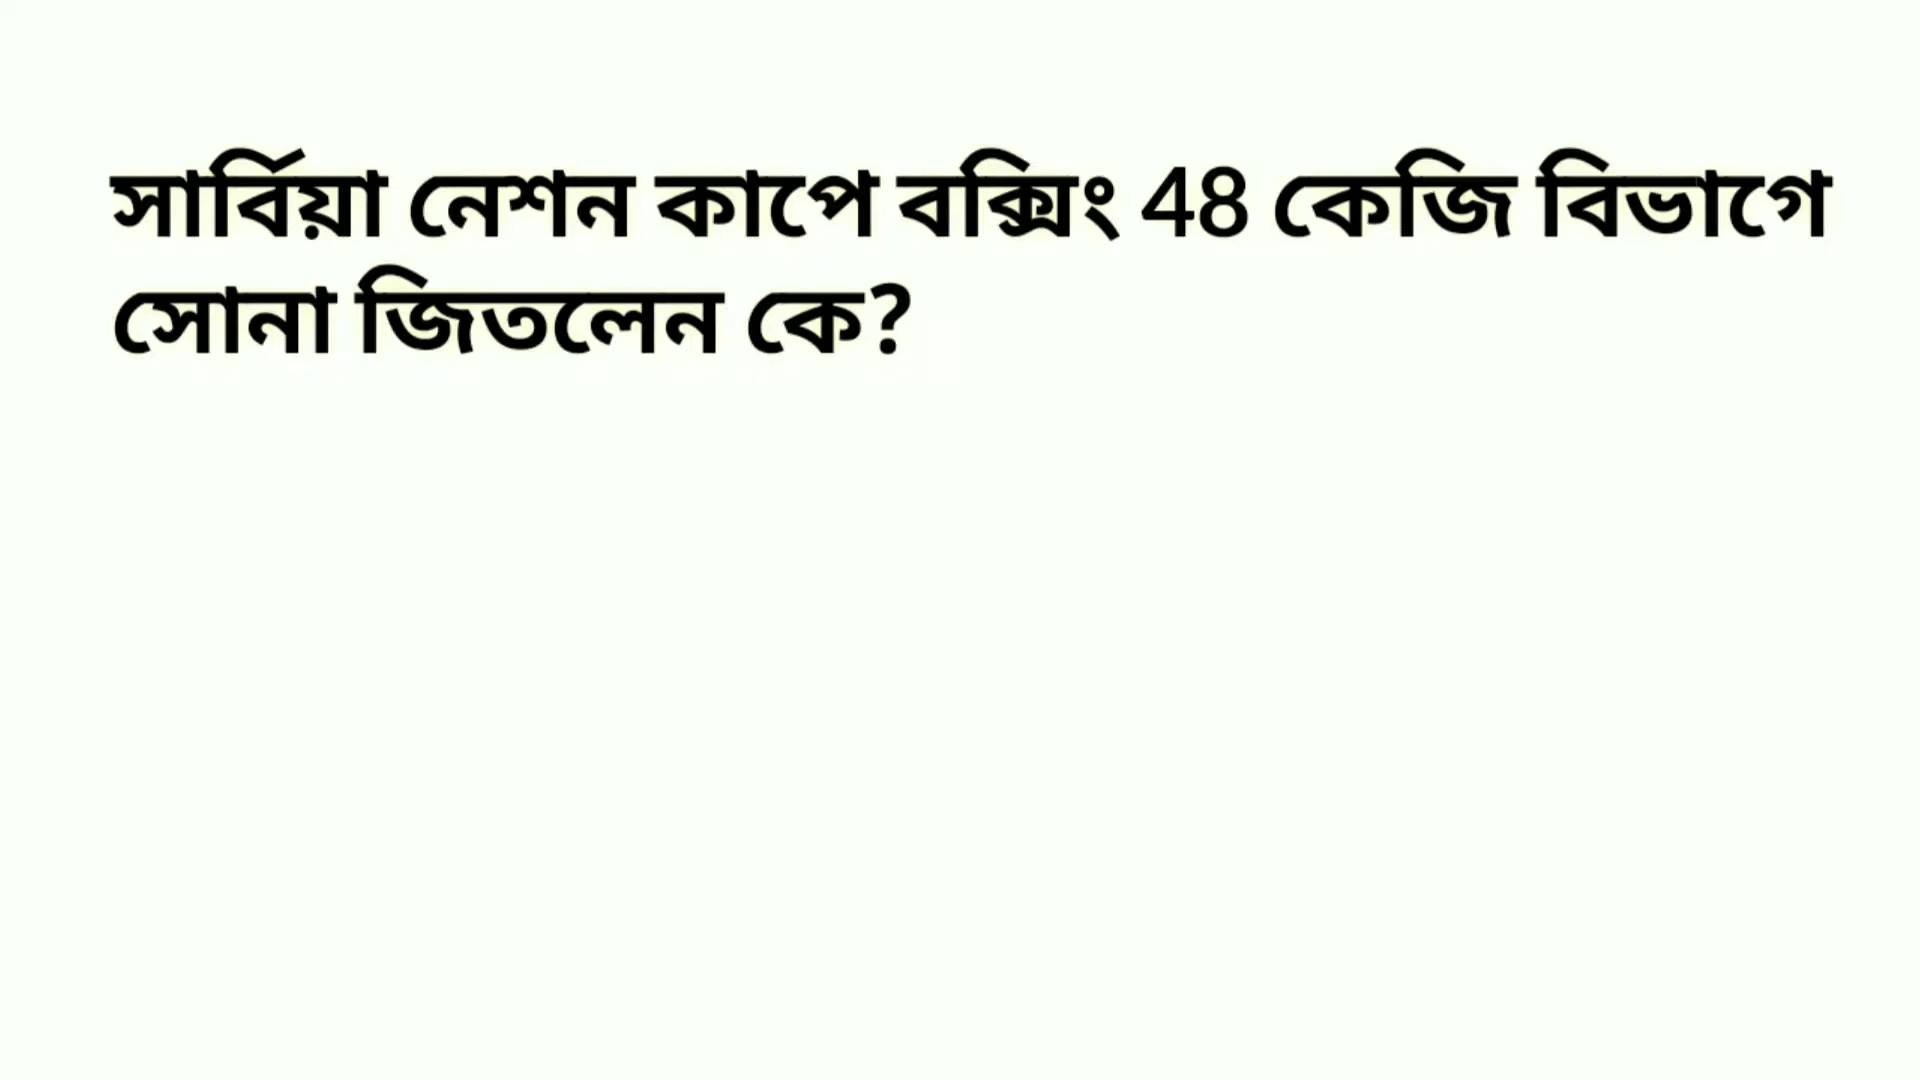 সার্বিয়া নেশন কাপে বক্সিং 48 কেজি বিভাগে
সোনা জিতলেন কে?